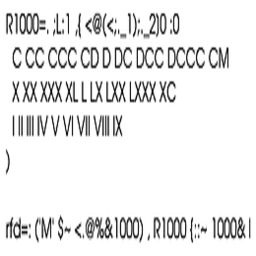 R1000=. ;L:1 ,{ <@(<;._1);._2)0 :0
C CC CCC CD D DC DCC DCCC CM
X XX XXX XL L LX LXX LXXX XC
I II III IV V VI VII VIII IX
)
rfd=: ('M' $~ <.@%&1000) , R1000 {::~ 1000&|